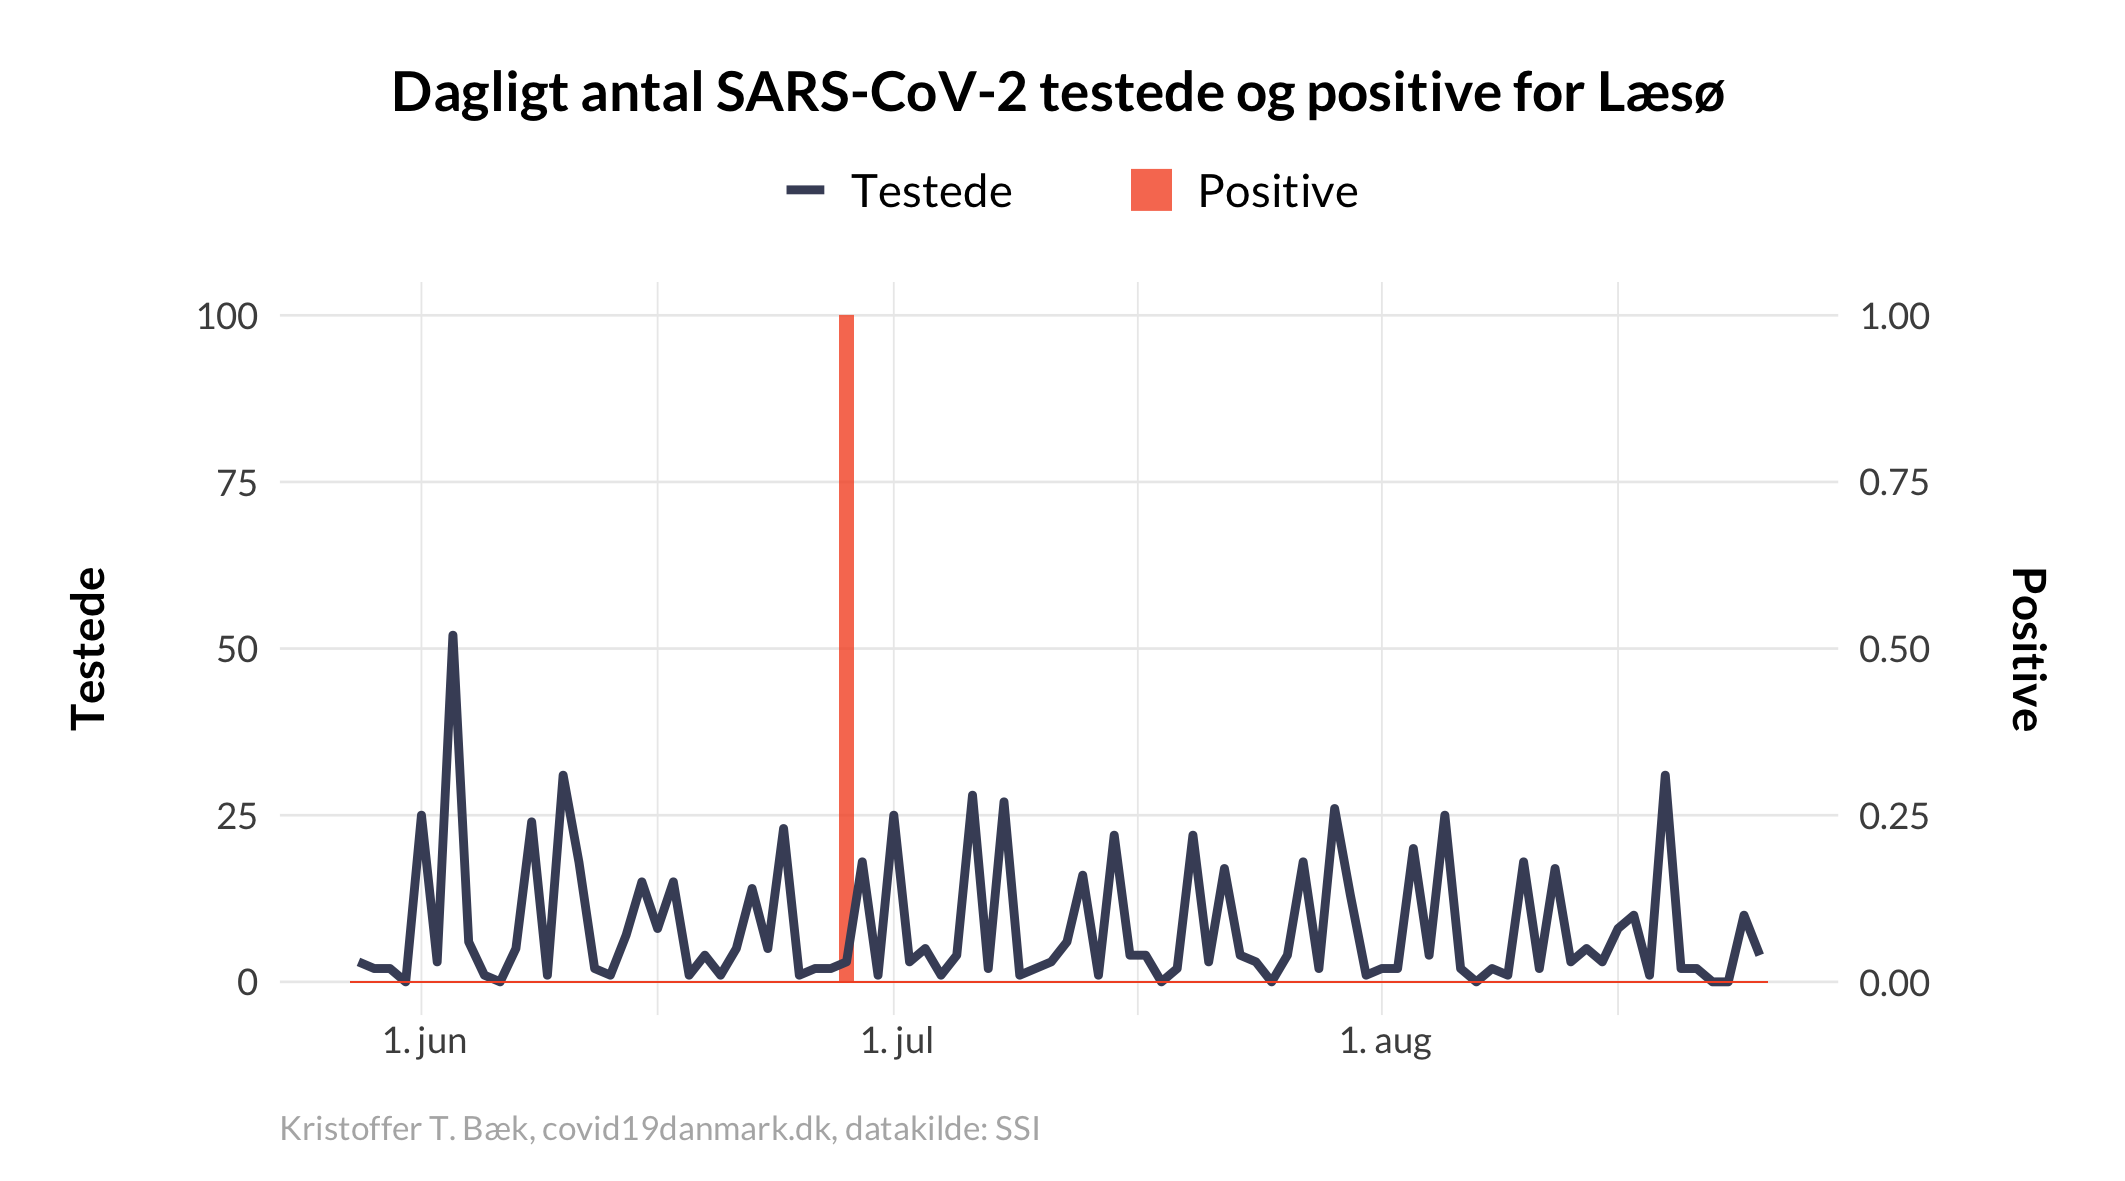 Dagligt antal SARS-CoV-2 testede og positive for Læsø
Testede Positive
100 1.00
75 0.75
Testede Positive
50 0.50
25 0.25
0 0.00
1. jun 1. jul 1. aug
Kristoffer T. Bæk, covid19danmark.dk, datakilde: SSI